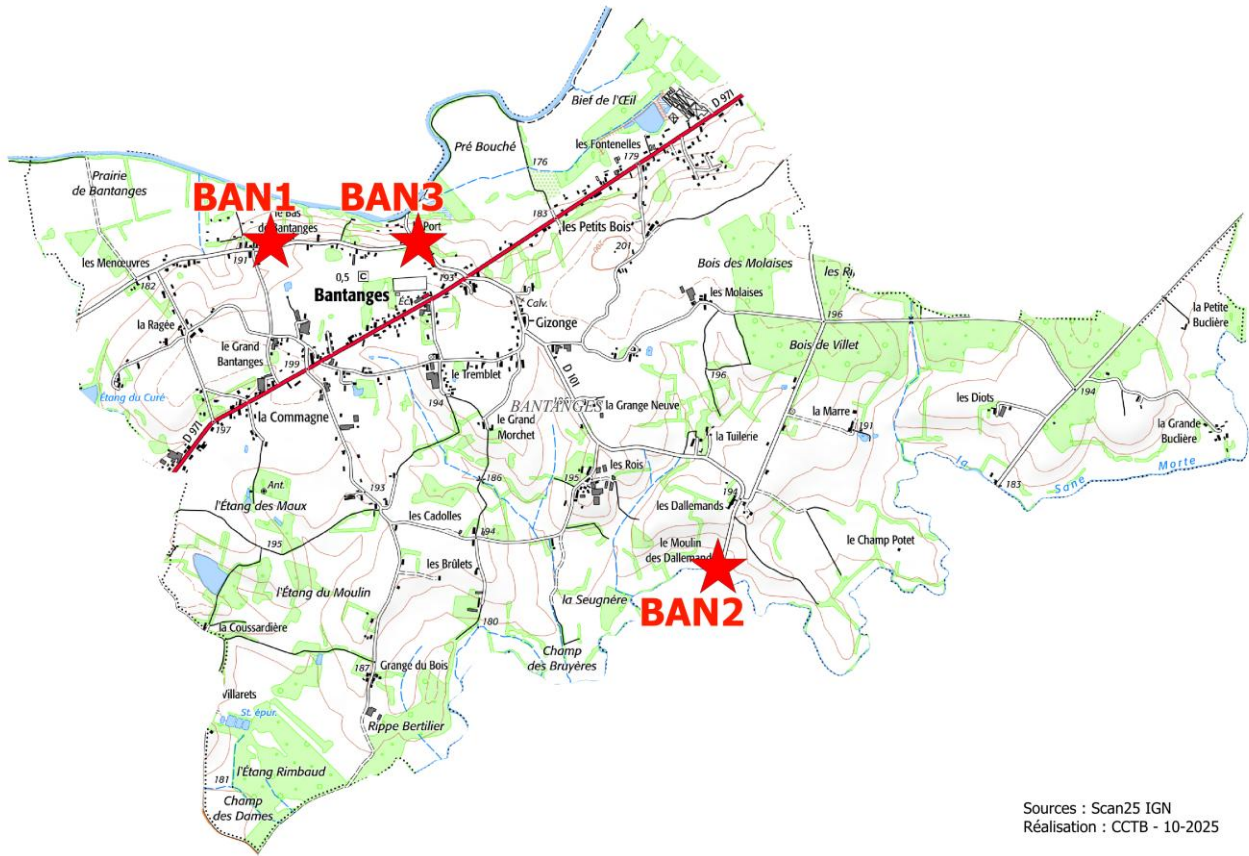 D 971
Bief de l'Œil
Pré Bouché
les Fontenelles
176
179
Prairie
de Bantanges
BAN1
BAN3
183
les Petits Bois
le Bas
de Bantanges
Port
201
les Menœuvres
191
182
0,5
C
193
Bantanges
Éc.
Bois des Molaises
les Molaises
Calv.
Gizonge
la Ragée
le Grand
Bantanges
199
196
Bois de Villet
la Petite
Buclière
le Tremblet
D 101
196
Étang du Curé
194
BANTANGES
la Grange Neuve
la Marre
les Diots
194
la Commagne
le Grand
Morchet
D 971
197
la Tuilerie
191
la Grande
Buclière
les Rois
195
186
la
Sane
Morte
183
Ant.
l'Étang des Maux
193
les Dallemands
194
les Cadolles
194
195
le Moulin
des Dallemands
le Champ Potet
les Brûlets
l'Étang du Moulin
la Seugnère
BAN2
la Coussardière
180
Champ
des Bruyères
187
Grange du Bois
Villarets
St. épur.
Rippe Bertilier
l'Étang Rimbaud
181
Champ
des Dames
Sources : Scan25 IGN
Réalisation : CCTB - 10-2025